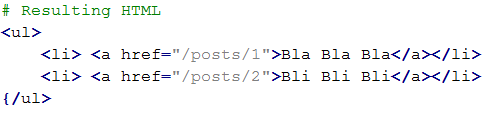 # Resulting HTML
<ul>
    <li> <a href="/posts/1">Bla Bla Bla</a></li>
    <li> <a href="/posts/2">Bli Bli Bli</a></li>
{/ul>